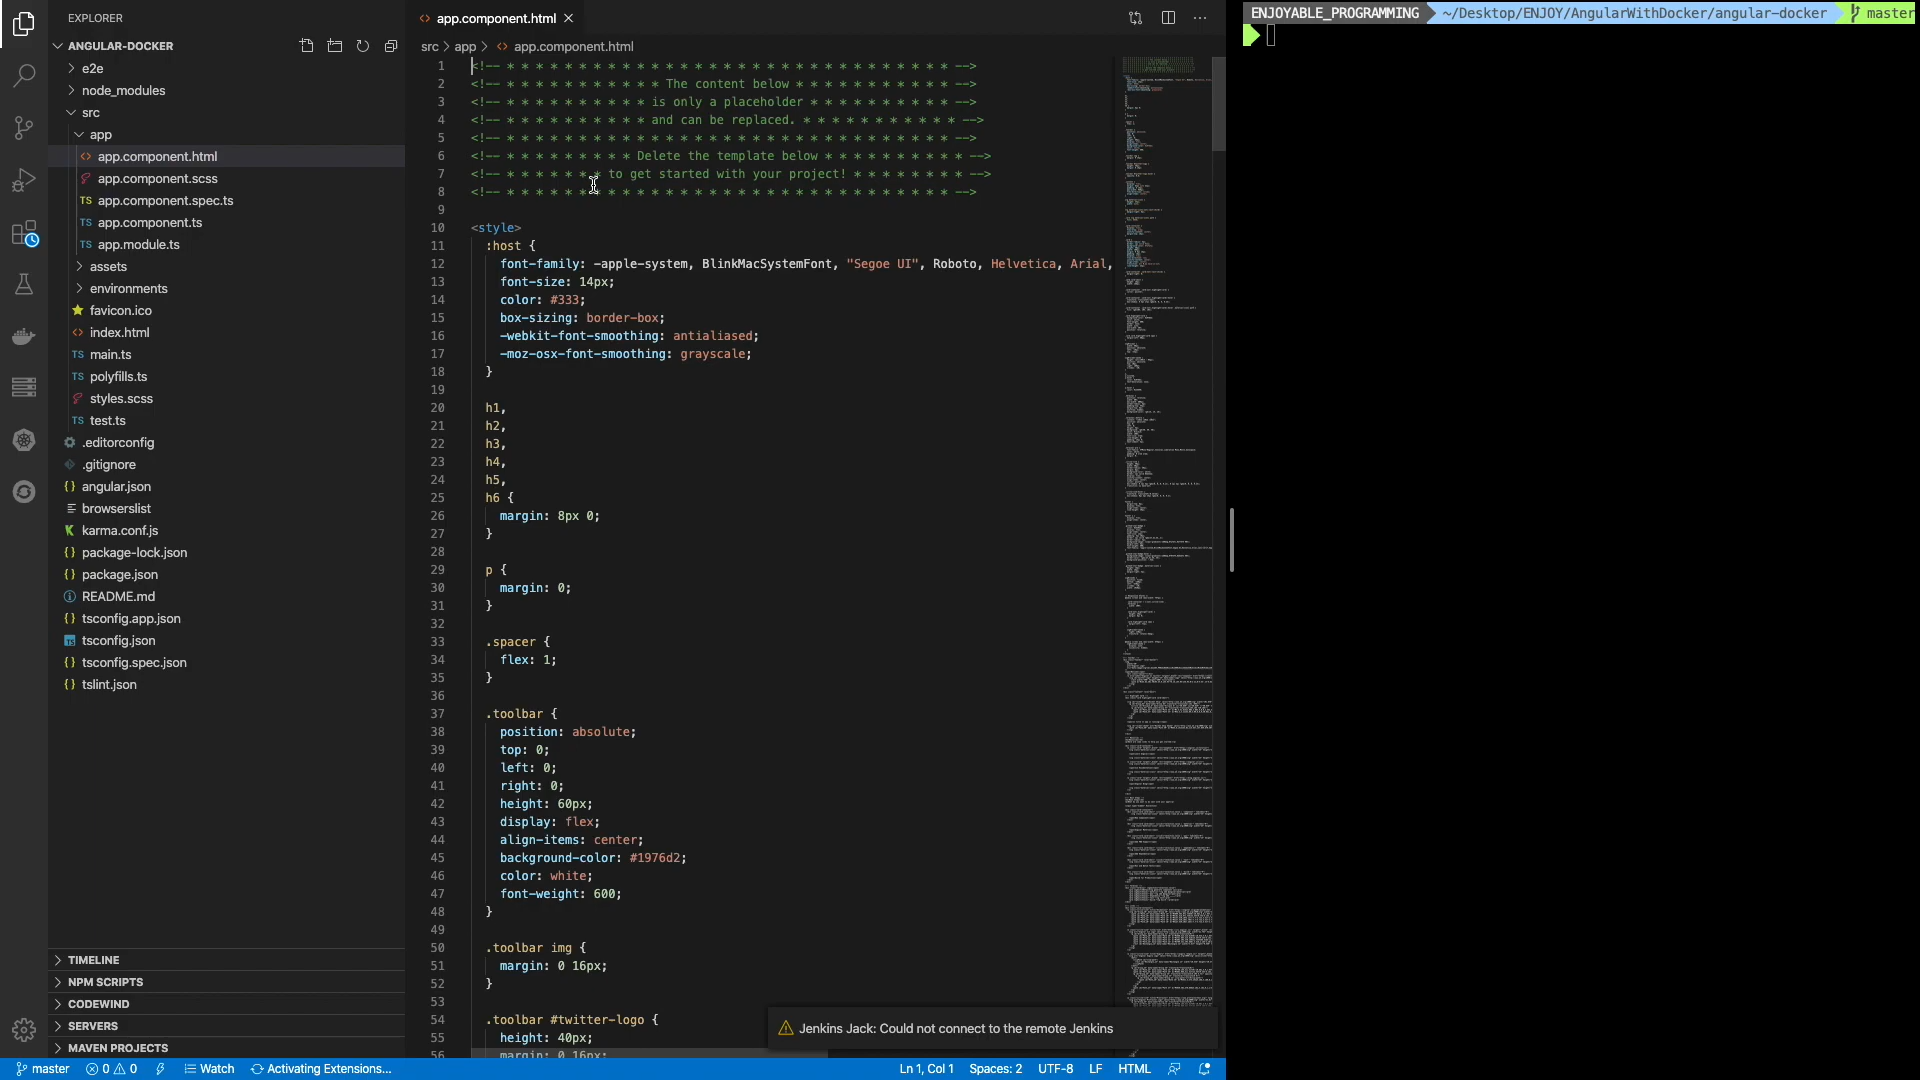 EXPLORER
ANGULAR-DOCKER
e2e
node_modules
src
app
app.component.html
app.component.scss
TS app.component.spec.ts
TS app.component.ts
TS app.module.ts
assets
environments
favicon.ico
index.html
TS main.ts
TS polyfills.ts
styles.scss
TS test.ts
.editorconfig
.gitignore
{} angular.json
browserslist
karma.conf.js
{} package-lock.json
{} package.json
README.md
{} tsconfig.app.json
TS tsconfig.json
{} tsconfig.spec.json
{} tslint.json
TIMELINE
NPM SCRIPTS
CODEWIND
SERVERS
MAVEN PROJECTS
<> app.component.html
src > app > <> app.component.html
1 <!-- * * * * * * * * * * * * * * * * * * * * * * * * * * * * * * * -->
2 <!-- * * * * * * * * * * * The content below * * * * * * * * * * * -->
3 <!-- * * * * * * * * * * is only a placeholder * * * * * * * * * * -->
4 <!-- * * * * * * * * * * and can be replaced. * * * * * * * * * * * -->
5 <!-- * * * * * * * * * * * * * * * * * * * * * * * * * * * * * * * -->
6 <!-- * * * * * * * * * Delete the template below * * * * * * * * * * -->
7 <!-- * * * * * * * to get started with your project! * * * * * * * * -->
8 <!-- * * * * * * * * * * * * * * * * * * * * * * * * * * * * * * * -->
9
10 <style>
11 :host {
12 font-family: -apple-system, BlinkMacSystemFont, "Segoe UI", Roboto, Helvetica, Arial,
13 font-size: 14px;
14 color: #333;
15 box-sizing: border-box;
16 -webkit-font-smoothing: antialiased;
17 -moz-osx-font-smoothing: grayscale;
18 }
19
20 h1,
21 h2,
22 h3,
23 h4,
24 h5,
25 h6 {
26 margin: 8px 0;
27 }
28
29 p {
30 margin: 0;
31 }
32
33 .spacer {
34 flex: 1;
35 }
36
37 .toolbar {
38 position: absolute;
39 top: 0;
40 left: 0;
41 right: 0;
42 height: 60px;
43 display: flex;
44 align-items: center;
45 background-color: #1976d2;
46 color: white;
47 font-weight: 600;
48 }
49
50 .toolbar img {
51 margin: 0 16px;
52 }
53
54 .toolbar #twitter-logo {
55 height: 40px;
56 margin: 0 16px;
Jenkins Jack: Could not connect to the remote Jenkins
master 0 0 Watch Activating Extensions... Ln 1, Col 1 Spaces: 2 UTF-8 LF HTML
ENJOYABLE_PROGRAMMING ~/Desktop/ENJOY/AngularWithDocker/angular-docker master